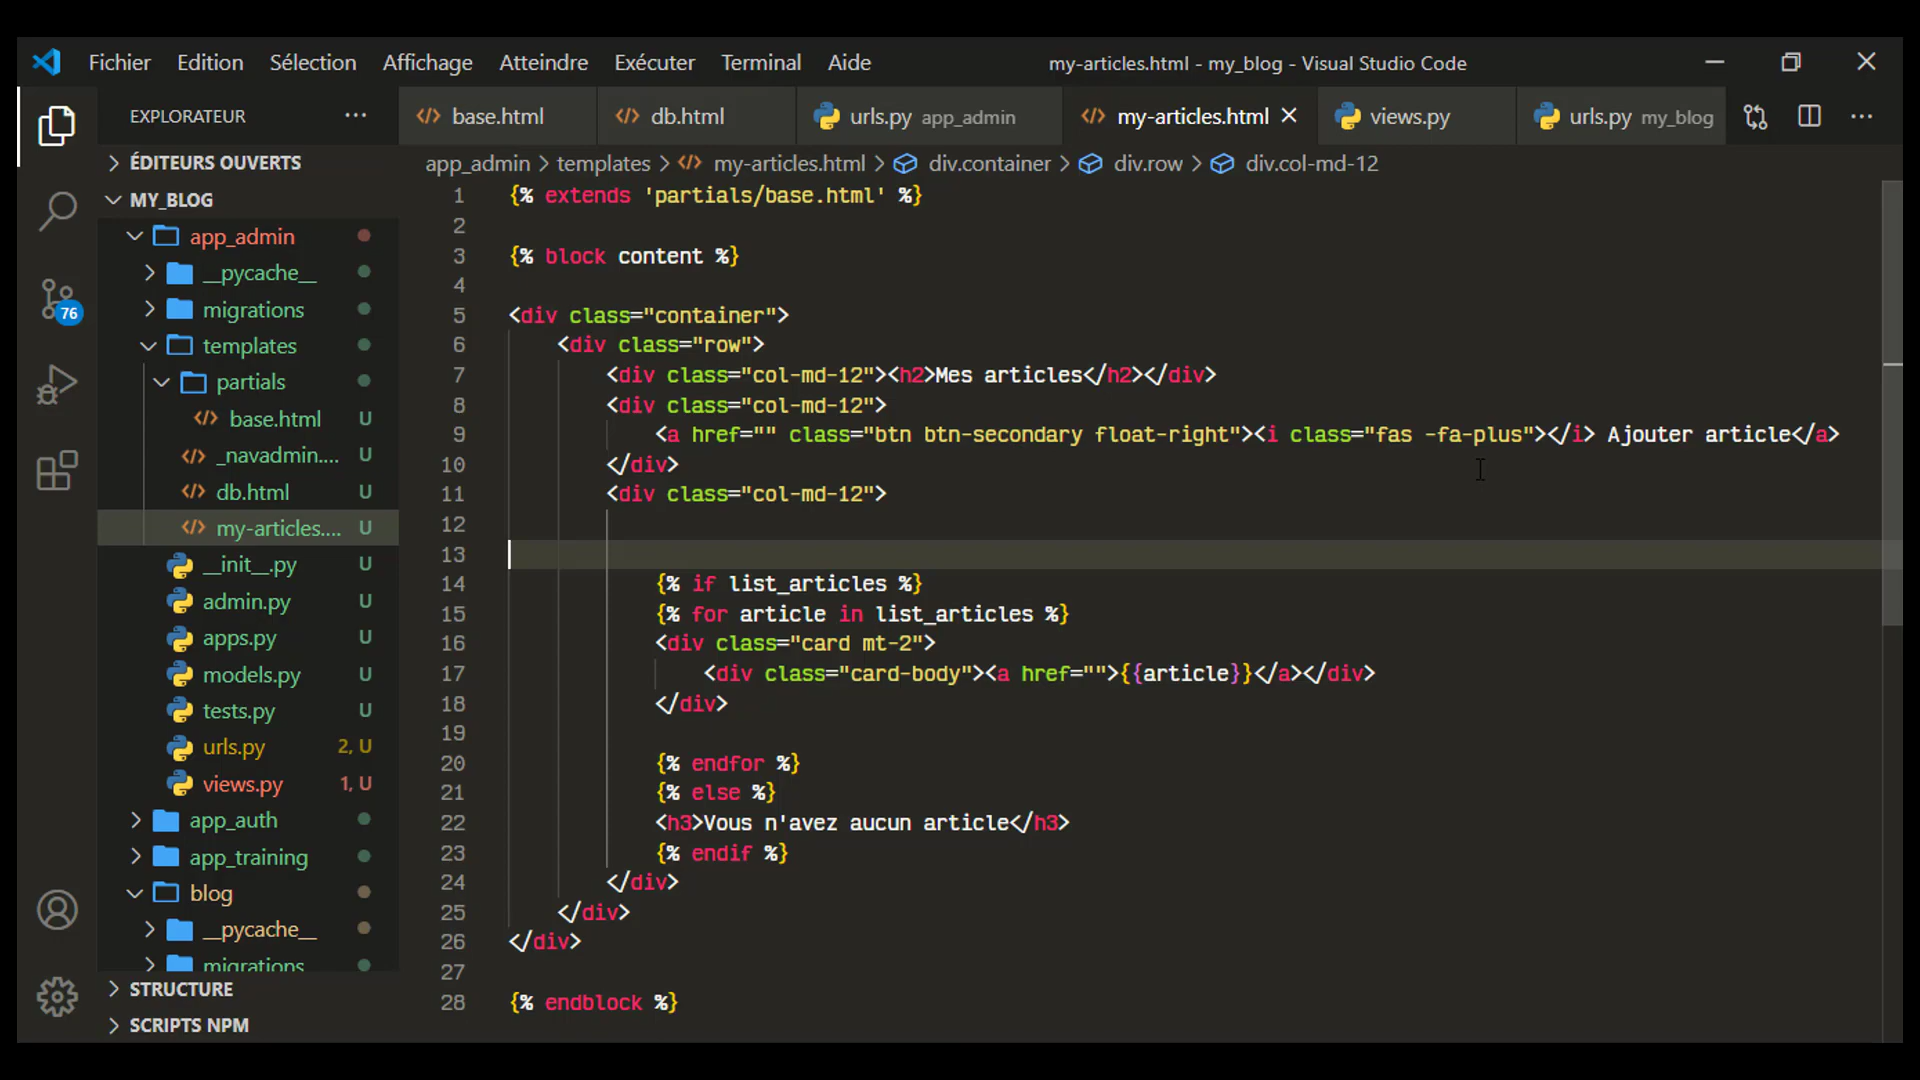 Fichier Edition Sélection Affichage Atteindre Exécuter Terminal Aide my-articles.html - my_blog - Visual Studio Code
EXPLORATEUR ··· base.html db.html urls.py app_admin my-articles.html views.py urls.py my_blog ···
ÉDITEURS OUVERTS
MY_BLOG
app_admin
__pycache__
migrations
templates
partials
base.html U
_navadmin.... U
db.html U
my-articles.... U
__init__.py U
admin.py U
apps.py U
models.py U
tests.py U
urls.py 2, U
views.py 1, U
app_auth
app_training
blog
__pycache__
migrations
STRUCTURE
SCRIPTS NPM
76
app_admin > templates > my-articles.html > div.container > div.row > div.col-md-12
1 {% extends 'partials/base.html' %}
2
3 {% block content %}
4
5 <div class="container">
6 <div class="row">
7 <div class="col-md-12"><h2>Mes articles</h2></div>
8 <div class="col-md-12">
9 <a href="" class="btn btn-secondary float-right"><i class="fas -fa-plus"></i> Ajouter article</a>
10 </div>
11 <div class="col-md-12">
12
13
14 {% if list_articles %}
15 {% for article in list_articles %}
16 <div class="card mt-2">
17 <div class="card-body"><a href="">{{article}}</a></div>
18 </div>
19
20 {% endfor %}
21 {% else %}
22 <h3>Vous n'avez aucun article</h3>
23 {% endif %}
24 </div>
25 </div>
26 </div>
27
28 {% endblock %}